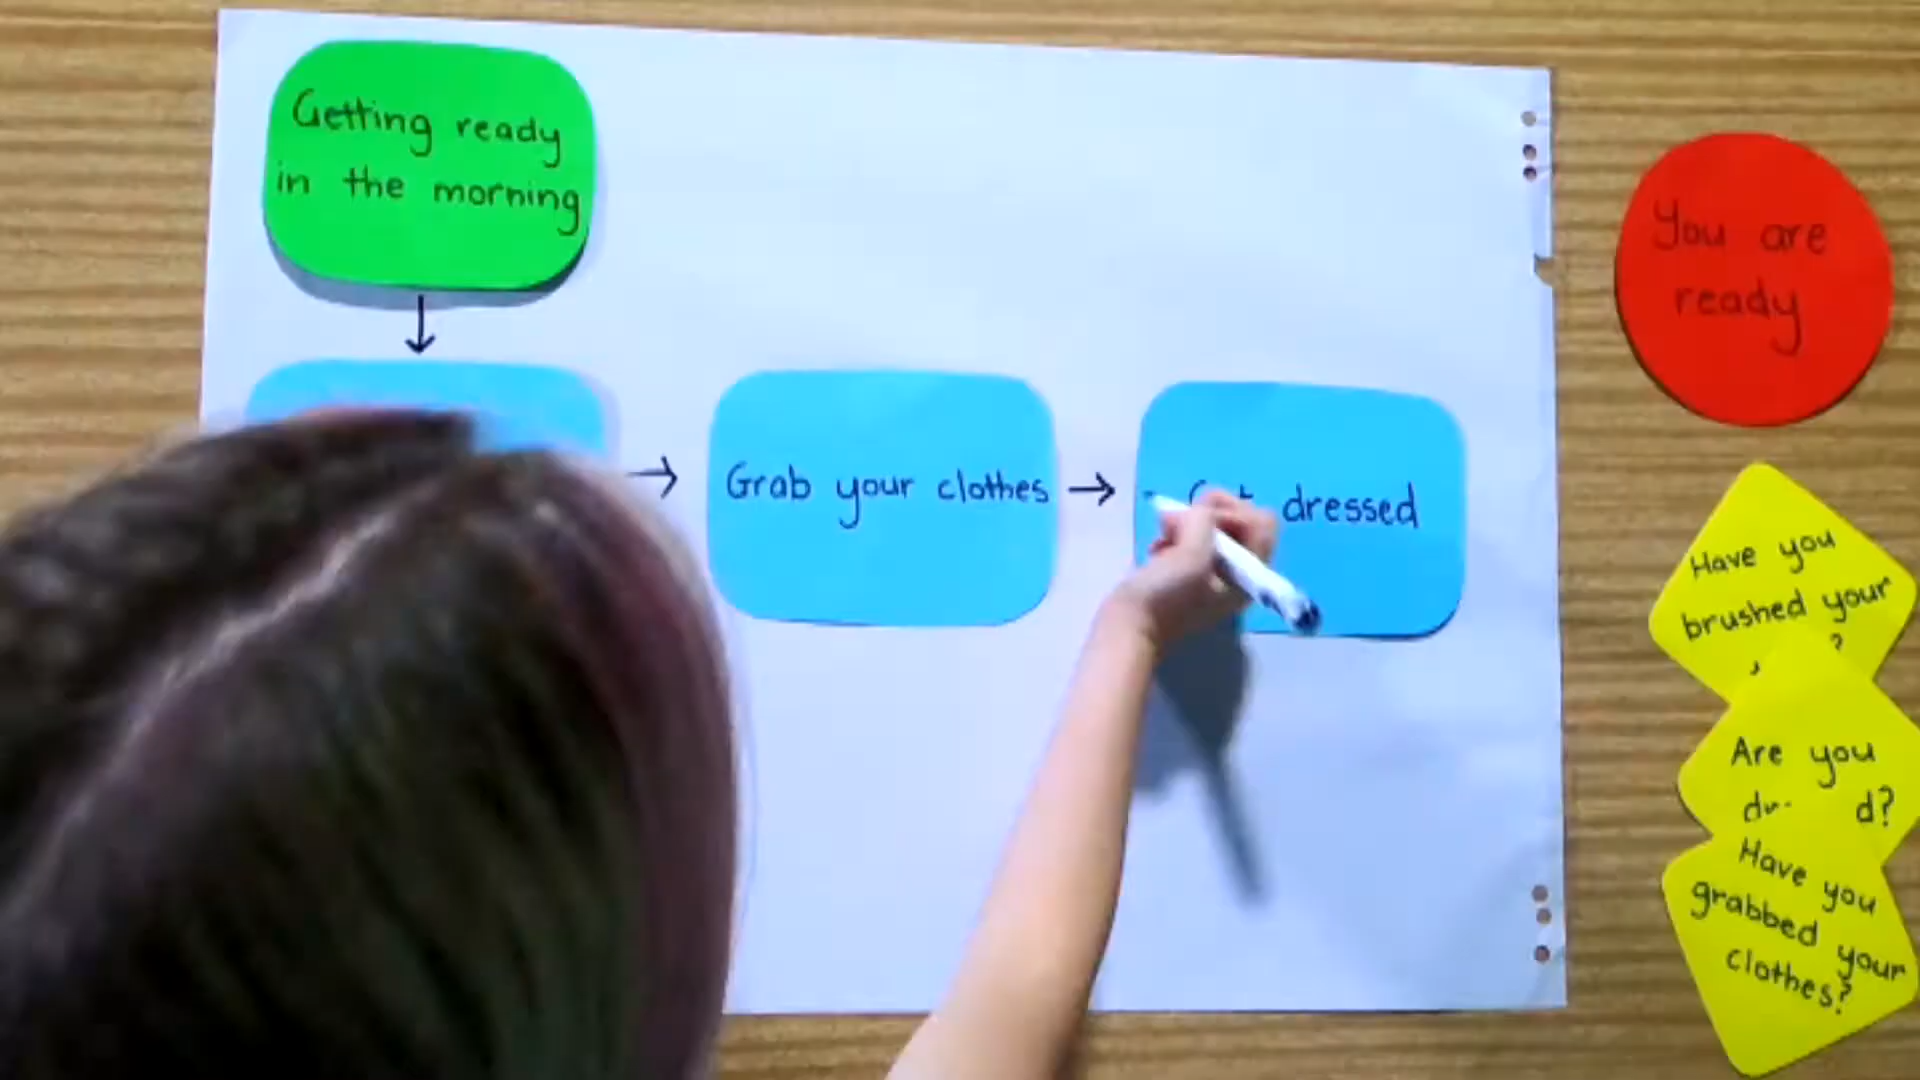 Getting ready
in the morning
Grab your clothes
dressed
You are
ready
Have you
brushed your
?
Are you
Have you
grabbed your
clothes?